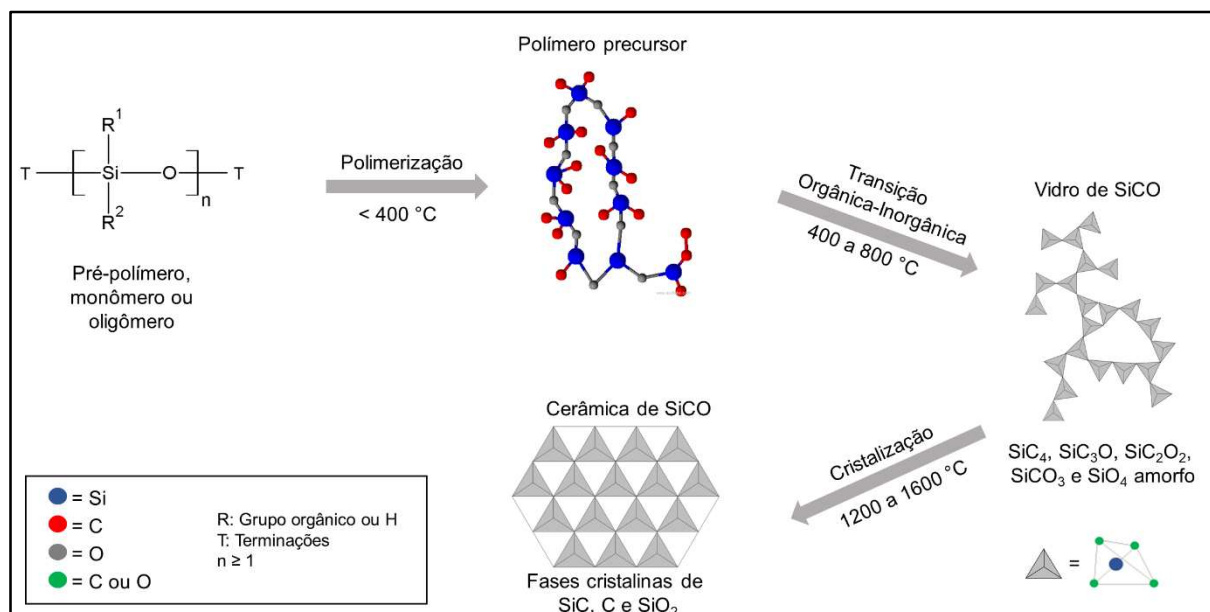 Polímero precursor
R¹
T
Si
O
n
T
R²
Pré-polímero,
monômero ou
oligômero
Polimerização
< 400 °C
Transição
Orgânica-Inorgânica
400 a 800 °C
Vidro de SiCO
SiC₄, SiC₃O, SiC₂O₂,
SiCO₃ e SiO₄ amorfo
=
Cristalização
1200 a 1600 °C
Cerâmica de SiCO
Fases cristalinas de
SiC, C e SiO₂
= Si
= C
= O
= C ou O
R: Grupo orgânico ou H
T: Terminações
n ≥ 1